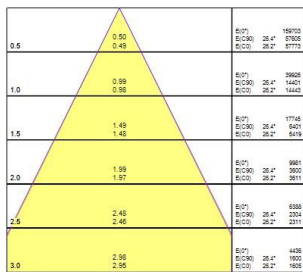 0.50
0.5 0.49
E(0°) 159703
E(C90) 26.4° 57605
E(C0) 26.2° 57773
0.99
1.0 0.98
E(0°) 39926
E(C90) 26.4° 14401
E(C0) 26.2° 14443
1.49
1.5 1.48
E(0°) 17745
E(C90) 26.4° 6401
E(C0) 26.2° 6419
1.99
2.0 1.97
E(0°) 9981
E(C90) 26.4° 3600
E(C0) 26.2° 3611
2.48
2.5 2.46
E(0°) 6388
E(C90) 26.4° 2304
E(C0) 26.2° 2311
2.98
3.0 2.95
E(0°) 4436
E(C90) 26.4° 1600
E(C0) 26.2° 1605